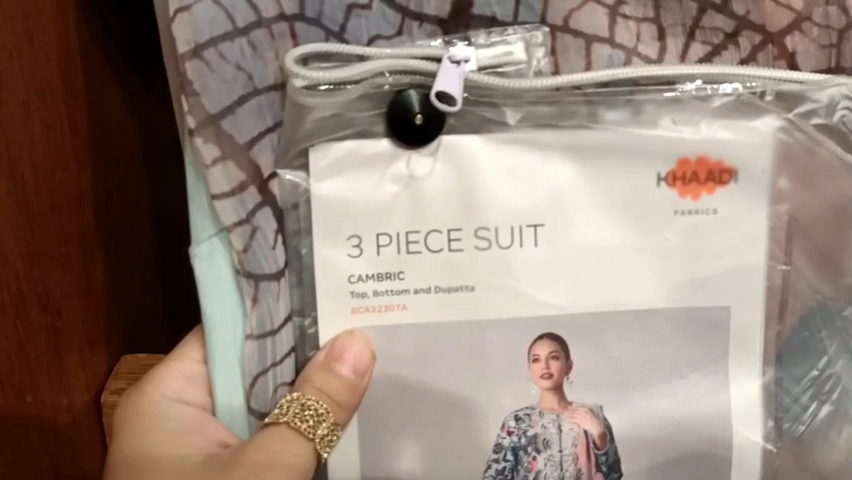 KHAADI
FABRICS
3 PIECE SUIT
CAMBRIC
Top, Bottom and Dupatta
BCA22307A